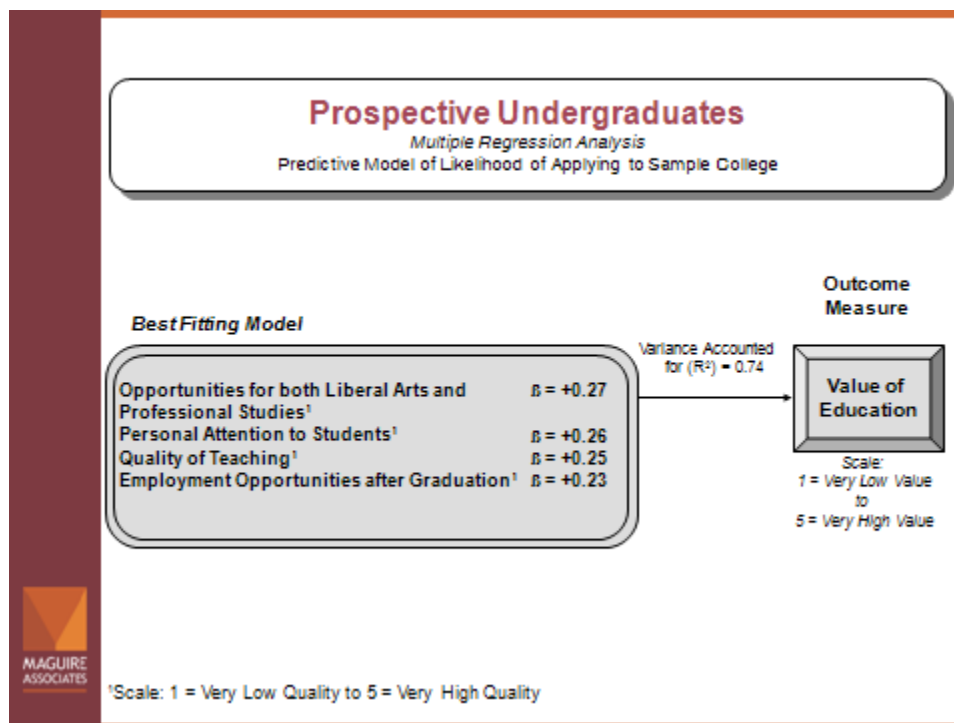 Prospective Undergraduates
Multiple Regression Analysis
Predictive Model of Likelihood of Applying to Sample College
Outcome
Measure
Best Fitting Model
Variance Accounted
for (R²) = 0.74
Opportunities for both Liberal Arts and ß = +0.27
Professional Studies¹
Personal Attention to Students¹ ß = +0.26
Quality of Teaching¹ ß = +0.25
Employment Opportunities after Graduation¹ ß = +0.23
Value of
Education
Scale:
1 = Very Low Value
to
5 = Very High Value
MAGUIRE
ASSOCIATES
¹Scale: 1 = Very Low Quality to 5 = Very High Quality